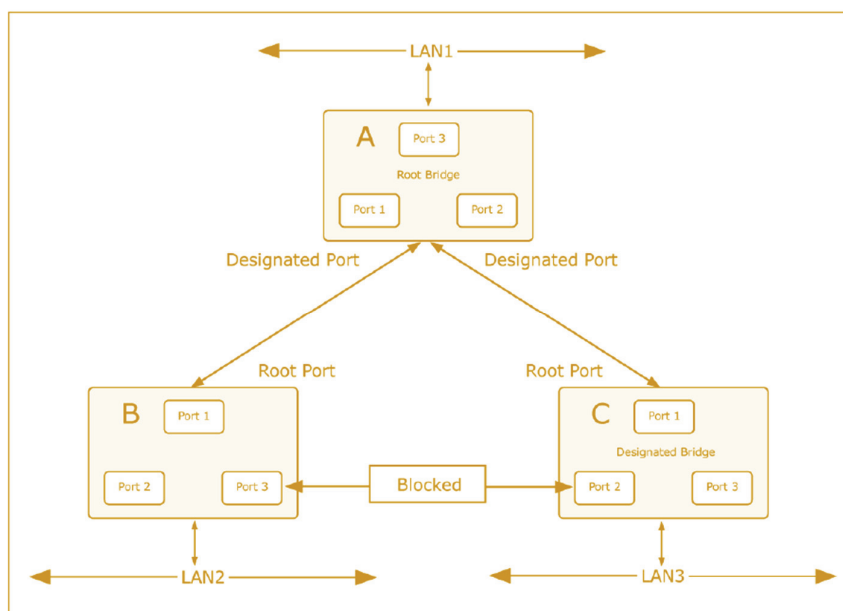 LAN1
A
Port 3
Root Bridge
Port 1
Port 2
Designated Port
Designated Port
Root Port
Root Port
B
Port 1
C
Port 1
Designated Bridge
Port 2
Port 3
Blocked
Port 2
Port 3
LAN2
LAN3